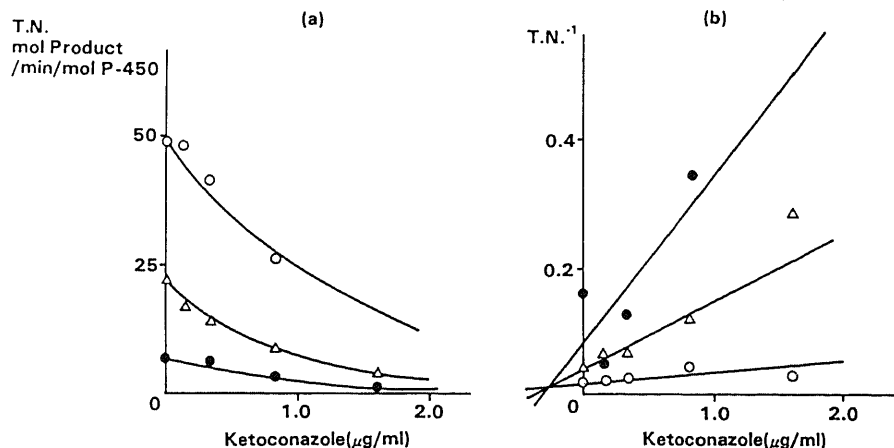 (a)
T.N.
mol Product
/min/mol P-450
50
25
0
1.0
2.0
Ketoconazole(μg/ml)
(b)
T.N.⁻¹
0.4
0.2
0
1.0
2.0
Ketoconazole(μg/ml)